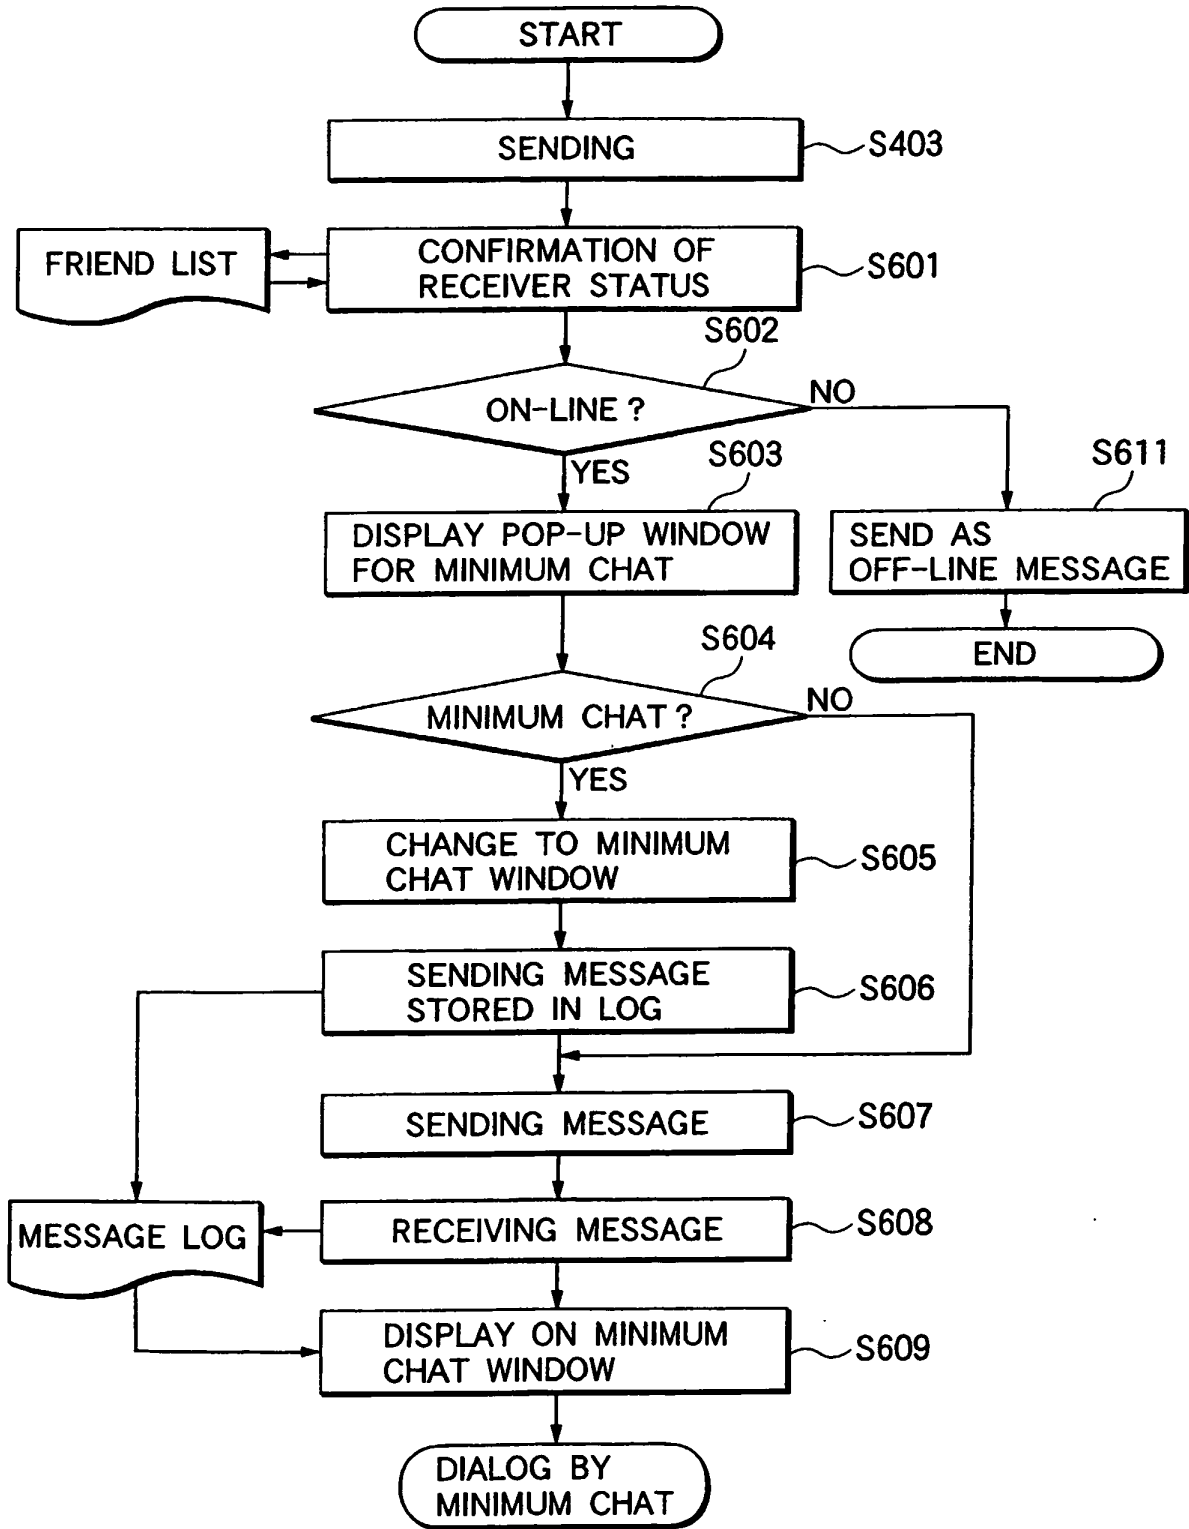 START
SENDING
S403
FRIEND LIST
CONFIRMATION OF
RECEIVER STATUS
S601
S602
ON-LINE ?
NO
YES
S603
S611
DISPLAY POP-UP WINDOW
FOR MINIMUM CHAT
SEND AS
OFF-LINE MESSAGE
END
S604
MINIMUM CHAT ?
NO
YES
CHANGE TO MINIMUM
CHAT WINDOW
S605
SENDING MESSAGE
STORED IN LOG
S606
SENDING MESSAGE
S607
MESSAGE LOG
RECEIVING MESSAGE
S608
DISPLAY ON MINIMUM
CHAT WINDOW
S609
DIALOG BY
MINIMUM CHAT